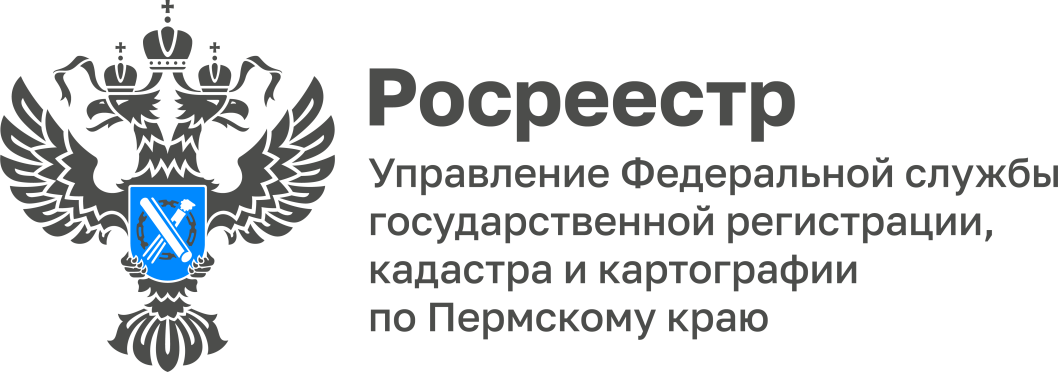 Росреестр
Управление Федеральной службы
государственной регистрации,
кадастра и картографии
по Пермскому краю